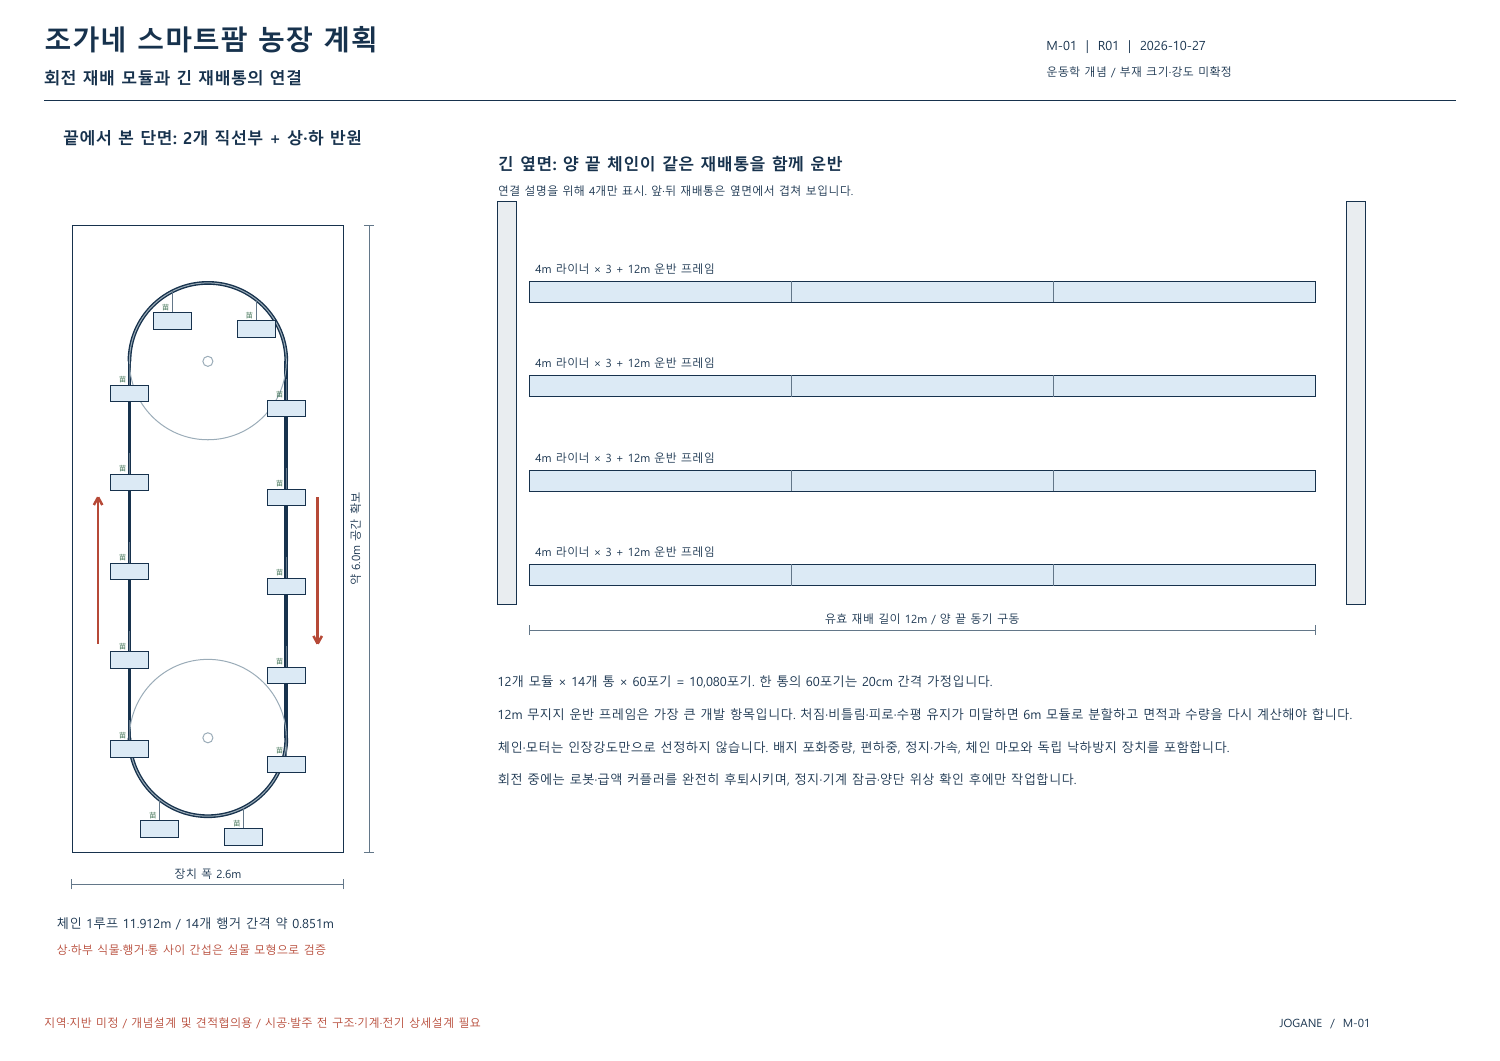 조가네 스마트팜 농장 계획
회전 재배 모듈과 긴 재배통의 연결
M-01 | R01 | 2026-10-27
운동학 개념 / 부재 크기·강도 미확정
끝에서 본 단면: 2개 직선부 + 상·하 반원
苗
苗
苗
苗
苗
苗
苗
苗
苗
苗
苗
苗
苗
苗
약 6.0m 공간 확보
장치 폭 2.6m
체인 1루프 11.912m / 14개 행거 간격 약 0.851m
상·하부 식물·행거·통 사이 간섭은 실물 모형으로 검증
긴 옆면: 양 끝 체인이 같은 재배통을 함께 운반
연결 설명을 위해 4개만 표시. 앞·뒤 재배통은 옆면에서 겹쳐 보입니다.
4m 라이너 × 3 + 12m 운반 프레임
4m 라이너 × 3 + 12m 운반 프레임
4m 라이너 × 3 + 12m 운반 프레임
4m 라이너 × 3 + 12m 운반 프레임
유효 재배 길이 12m / 양 끝 동기 구동
12개 모듈 × 14개 통 × 60포기 = 10,080포기. 한 통의 60포기는 20cm 간격 가정입니다.
12m 무지지 운반 프레임은 가장 큰 개발 항목입니다. 처짐·비틀림·피로·수평 유지가 미달하면 6m 모듈로 분할하고 면적과 수량을 다시 계산해야 합니다.
체인·모터는 인장강도만으로 선정하지 않습니다. 배지 포화중량, 편하중, 정지·가속, 체인 마모와 독립 낙하방지 장치를 포함합니다.
회전 중에는 로봇·급액 커플러를 완전히 후퇴시키며, 정지·기계 잠금·양단 위상 확인 후에만 작업합니다.
지역·지반 미정 / 개념설계 및 견적협의용 / 시공·발주 전 구조·기계·전기 상세설계 필요
JOGANE / M-01